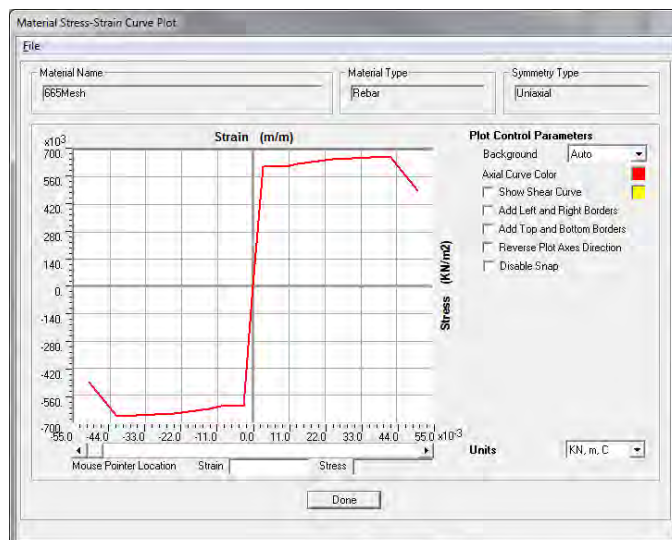 Material Stress-Strain Curve Plot
File
Material Name
665Mesh
Material Type
Rebar
Symmetry Type
Uniaxial
x10³
Strain (m/m)
700.
560.
420.
280.
140.
0.
-140.
-280.
-420.
-560.
-700.
-55.0 -44.0 -33.0 -22.0 -11.0 0.0 11.0 22.0 33.0 44.0 55.0 x10⁻³
Stress (KN/m2)
Mouse Pointer Location Strain Stress
Plot Control Parameters
Background Auto
Axial Curve Color
Show Shear Curve
Add Left and Right Borders
Add Top and Bottom Borders
Reverse Plot Axes Direction
Disable Snap
Units KN, m, C
Done